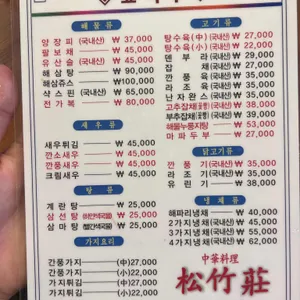 해물류
양장피 (국내산) ₩ 37,000
팔보채 ₩ 45,000
유산슬 (국내산) ₩ 45,000
해삼탕 ₩ 90,000
해삼쥬스 ₩ 100,000
샥스핀 (국내산) ₩ 60,000
전가복 ₩ 80,000
새우류
새우튀김 ₩ 45,000
깐소새우 ₩ 45,000
깐풍새우 ₩ 45,000
크림새우 ₩ 45,000
탕류
게란탕 ₩ 25,000
삼선탕 ₩ 25,000
삼마탕 ₩ 25,000
가지요리
간풍가지 (中)27,000
간풍가지 (小)22,000
가지튀김 (中)27,000
가지튀김 (小)22,000
고기류
탕수육(中)(국내산) ₩ 27,000
탕수육(小)(국내산) ₩ 22,000
덴뿌라 (국내산) ₩ 29,000
잡채 (국내산) ₩ 27,000
깐풍육 (국내산) ₩ 35,000
라조육 (국내산) ₩ 35,000
난자완스 (국내산) ₩ 35,000
고추잡채 ₩ 38,000
부추잡채 ₩ 38,000
해물누룽지탕 ₩ 53,000
마파두부 ₩ 27,000
닭고기류
깐풍기 (국내산) ₩ 35,000
라조기 (국내산) ₩ 35,000
유린기 ₩ 38,000
냉채류
해파리냉채 ₩ 40,000
2가지냉채 (국내산) ₩ 45,000
3가지냉채 (국내산) ₩ 55,000
4가지냉채 (국내산) ₩ 62,000
中華料理
松竹莊